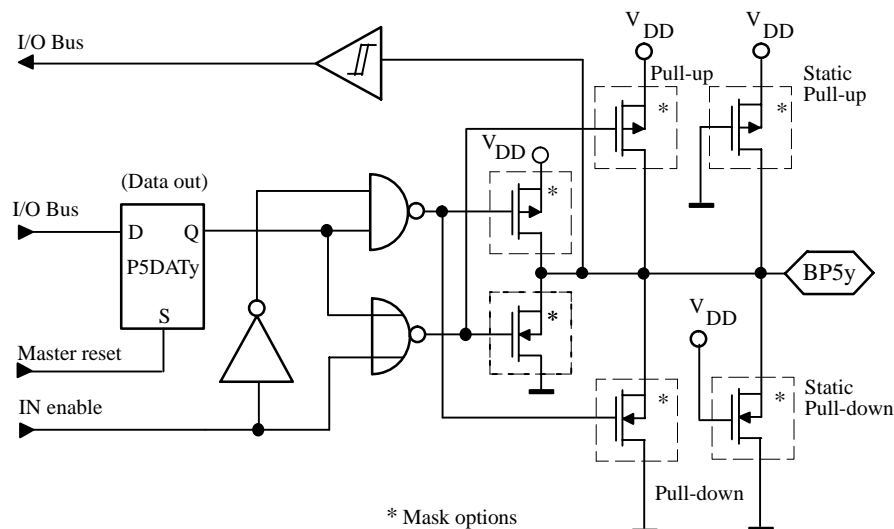 I/O Bus
V DD
V DD
Pull-up
*
Static
Pull-up
*
V DD
*
(Data out)
I/O Bus
D
Q
P5DATy
S
BP5y
*
V DD
Master reset
IN enable
*
*
Static
Pull-down
Pull-down
* Mask options